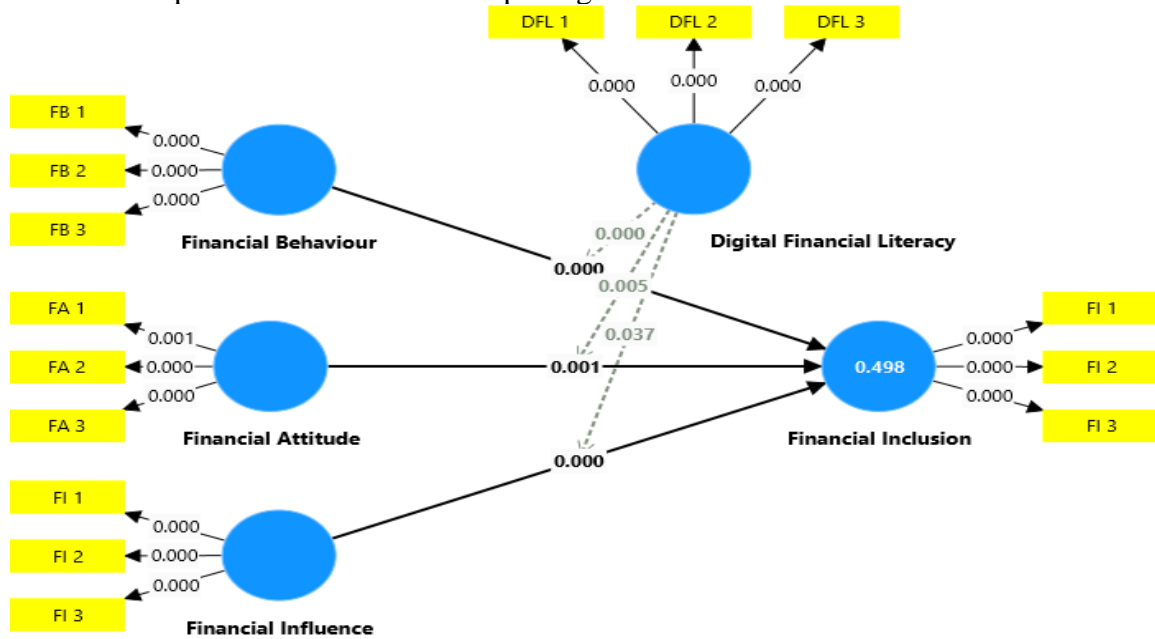 DFL 1
DFL 2
DFL 3
0.000
0.000
0.000
FB 1
FB 2
FB 3
0.000
0.000
0.000
Financial Behaviour
Digital Financial Literacy
0.000
0.000
0.005
0.037
FA 1
FA 2
FA 3
0.001
0.000
0.000
Financial Attitude
0.001
0.498
Financial Inclusion
0.000
0.000
0.000
FI 1
FI 2
FI 3
0.000
FI 1
FI 2
FI 3
0.000
0.000
0.000
Financial Influence